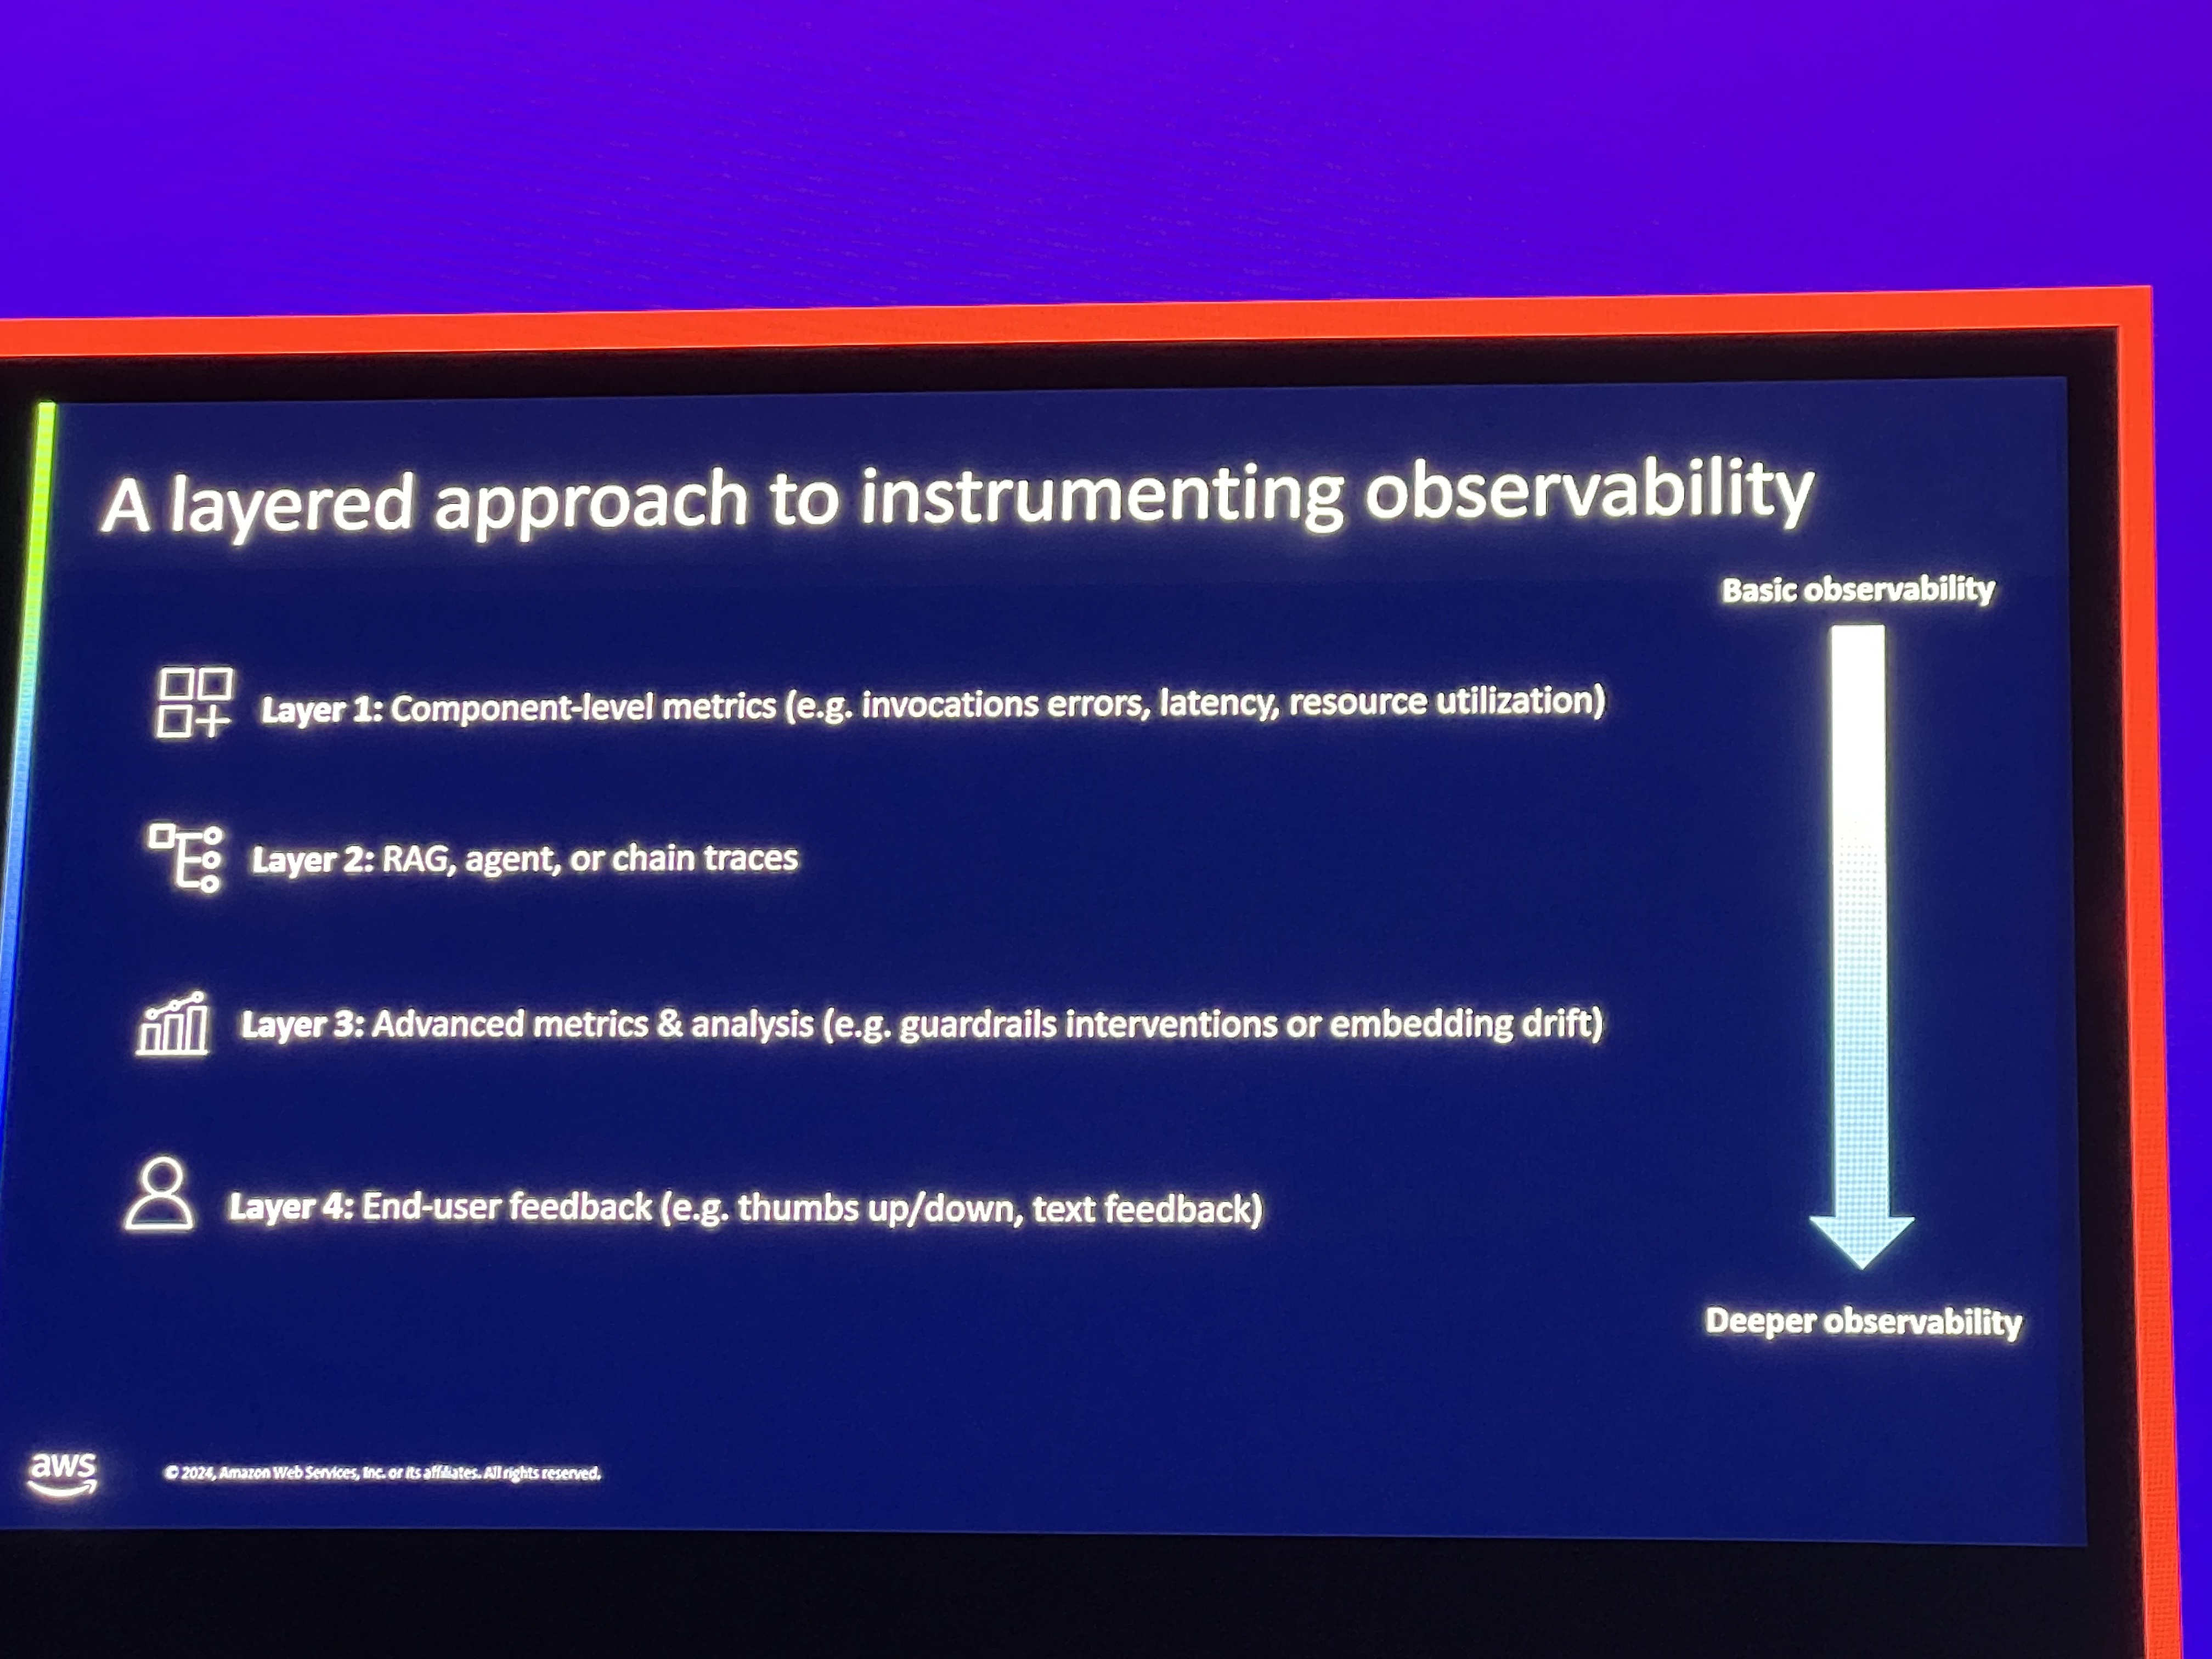 A layered approach to instrumenting observability
Basic observability
Layer 1: Component-level metrics (e.g. invocations errors, latency, resource utilization)
Layer 2: RAG, agent, or chain traces
Layer 3: Advanced metrics & analysis (e.g. guardrails interventions or embedding drift)
Layer 4: End-user feedback (e.g. thumbs up/down, text feedback)
Deeper observability
aws
© 2024, Amazon Web Services, Inc. or its affiliates. All rights reserved.